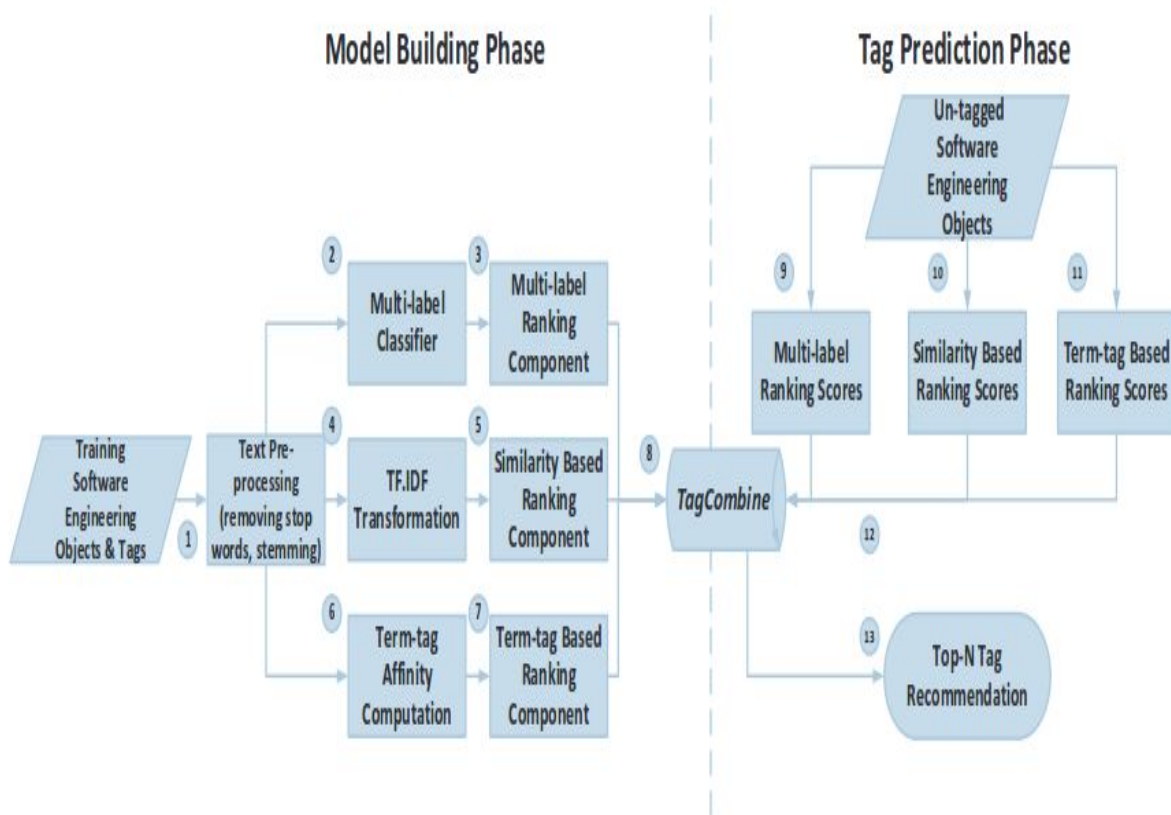 Model Building Phase
Tag Prediction Phase
Un-tagged
Software
Engineering
Objects
2
3
9
10
11
Multi-label
Classifier
Multi-label
Ranking
Component
Multi-label
Ranking Scores
Similarity Based
Ranking Scores
Term-tag Based
Ranking Scores
4
5
8
Training
Software
Engineering
Objects & Tags
1
Text Pre-
processing
(removing stop
words, stemming)
TF.IDF
Transformation
Similarity Based
Ranking
Component
TagCombine
12
6
7
13
Term-tag
Affinity
Computation
Term-tag Based
Ranking
Component
Top-N Tag
Recommendation